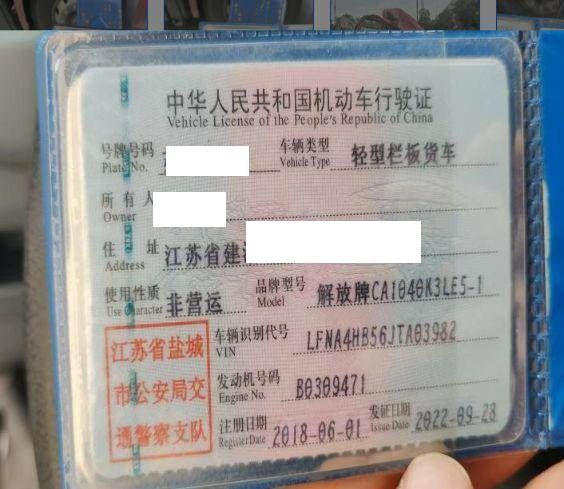 中华人民共和国机动车行驶证
Vehicle License of the People's Republic of China
号牌号码 车辆类型 轻型栏板货车
Plate No. Vehicle Type
所有人
Owner
住址 江苏省建
Address
使用性质 非营运 品牌型号 解放牌CA1040K3LE5-1
Use Character Model
江苏省盐城
市公安局交
通警察支队
车辆识别代号 LFNA4HB56JTA03982
VIN
发动机号码 B0309471
Engine No.
注册日期 2018-06-01 发证日期 2022-09-28
Register Date Issue Date